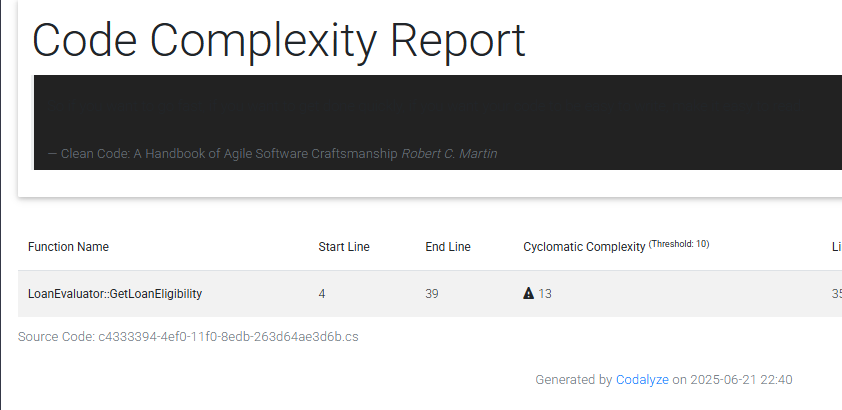 Code Complexity Report
— Clean Code: A Handbook of Agile Software Craftsmanship Robert C. Martin
Function Name Start Line End Line Cyclomatic Complexity (Threshold: 10) Li
LoanEvaluator::GetLoanEligibility 4 39 13 35
Source Code: c4333394-4ef0-11f0-8edb-263d64ae3d6b.cs
Generated by Codalyze on 2025-06-21 22:40